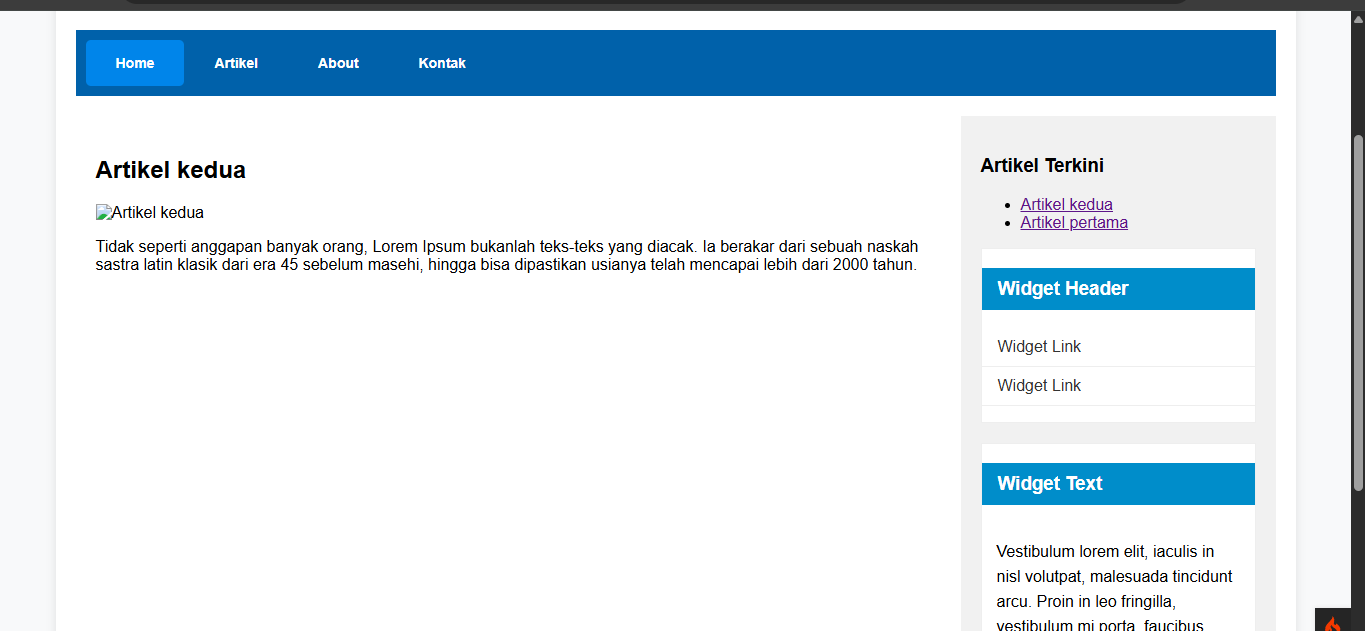 Home Artikel About Kontak
Artikel kedua
Artikel kedua
Tidak seperti anggapan banyak orang, Lorem Ipsum bukanlah teks-teks yang diacak. Ia berakar dari sebuah naskah
sastra latin klasik dari era 45 sebelum masehi, hingga bisa dipastikan usianya telah mencapai lebih dari 2000 tahun.
Artikel Terkini
Artikel kedua
Artikel pertama
Widget Header
Widget Link
Widget Link
Widget Text
Vestibulum lorem elit, iaculis in
nisl volutpat, malesuada tincidunt
arcu. Proin in leo fringilla,
vestibulum mi porta, faucibus